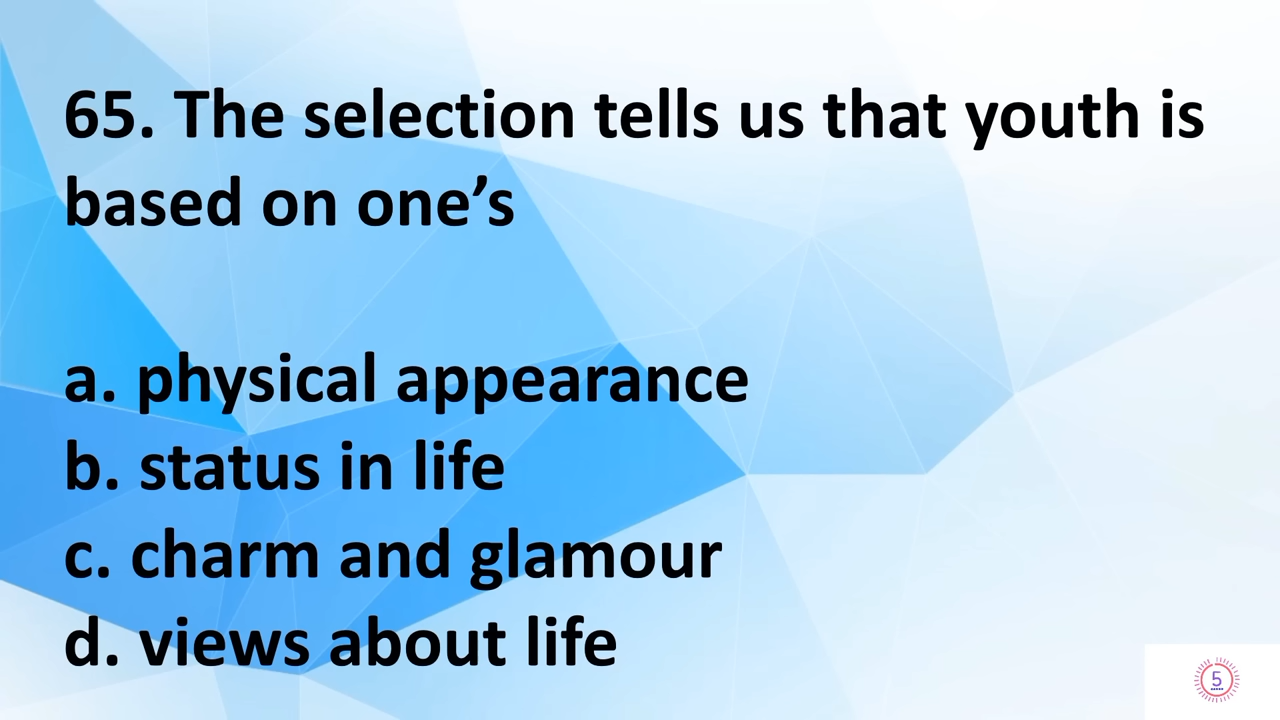 65. The selection tells us that youth is
based on one’s
a. physical appearance
b. status in life
c. charm and glamour
d. views about life
5